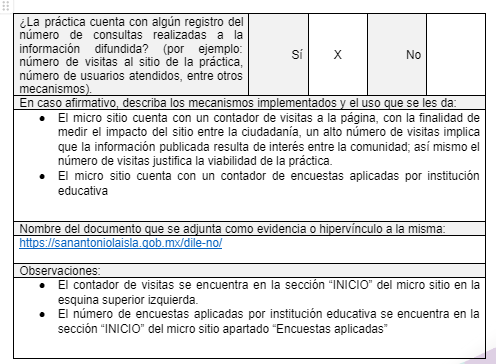 ¿La práctica cuenta con algún registro del
número de consultas realizadas a la
información difundida? (por ejemplo:
número de visitas al sitio de la práctica,
número de usuarios atendidos, entre otros
mecanismos).
Sí
X
No
En caso afirmativo, describa los mecanismos implementados y el uso que se les da:
● El micro sitio cuenta con un contador de visitas a la página, con la finalidad de
medir el impacto del sitio entre la ciudadanía, un alto número de visitas implica
que la información publicada resulta de interés entre la comunidad; así mismo el
número de visitas justifica la viabilidad de la práctica.
● El micro sitio cuenta con un contador de encuestas aplicadas por institución
educativa
Nombre del documento que se adjunta como evidencia o hipervínculo a la misma:
https://sanantoniolaisla.gob.mx/dile-no/
Observaciones:
● El contador de visitas se encuentra en la sección “INICIO” del micro sitio en la
esquina superior izquierda.
● El número de encuestas aplicadas por institución educativa se encuentra en la
sección “INICIO” del micro sitio apartado “Encuestas aplicadas”